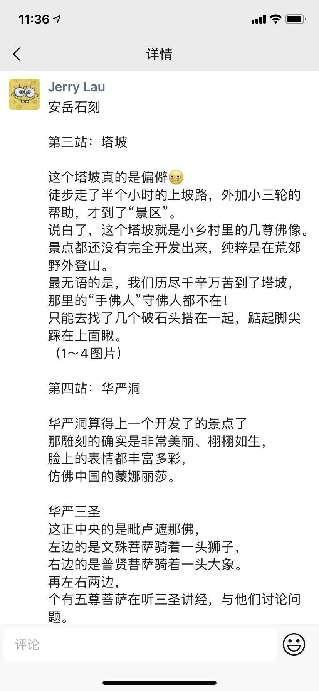 11:36
详情
Jerry Lau
安岳石刻
第三站：塔坡
这个塔坡真的是偏僻
徒步走了半个小时的上坡路，外加小三轮的
帮助，才到了“景区”。
说白了，这个塔坡就是小乡村里的几尊佛像。
景点都还没有完全开发出来，纯粹是在荒郊
野外登山。
最无语的是，我们历尽千辛万苦到了塔坡，
那里的“手佛人”守佛人都不在！
只能去找了几个破石头搭在一起，踮起脚尖
踩在上面瞅。
（1～4图片）
第四站：华严洞
华严洞算得上一个开发了的景点了
那雕刻的确实是非常美丽、栩栩如生，
脸上的表情都丰富多彩，
仿佛中国的蒙娜丽莎。
华严三圣
这正中央的是毗卢遮那佛，
左边的是文殊菩萨骑着一头狮子，
右边的是普贤菩萨骑着一头大象。
再左右两边，
个有五尊菩萨在听三圣讲经，与他们讨论问
题。
评论